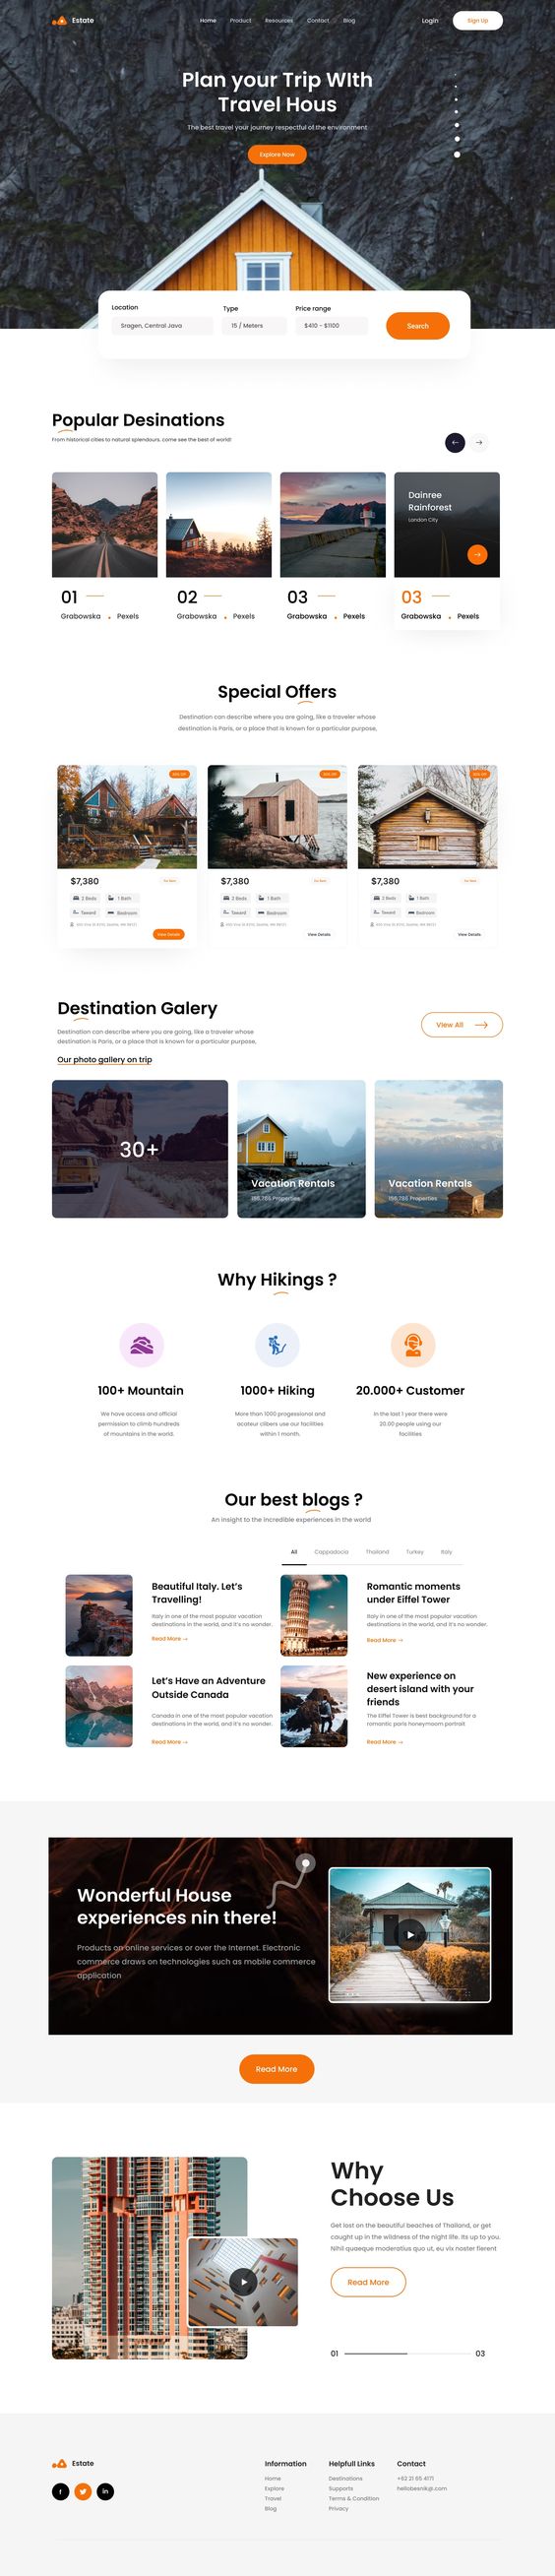 Estate
Home Product Resources Contact Blog
Login
Sign Up
Plan your Trip WIth
Travel Hous
The best travel your journey respectful of the environment
Explore Now
Location Type Price range
Sragen, Central Java 15 / Meters $410 - $1100
Search
Popular Desinations
From historical cities to natural splendours, come see the best of world!
Dainree
Rainforest
London City
01 02 03 03
Grabowska . Pexels Grabowska . Pexels Grabowska . Pexels Grabowska . Pexels
Special Offers
Destination can describe where you are going, like a traveler whose
destination is Paris, or a place that is known for a particular purpose,
$7,380 $7,380 $7,380
2 Beds 1 Bath 2 Beds 1 Bath 2 Beds 1 Bath
Toward Bedroom Toward Bedroom Toward Bedroom
View Details View Details View Details
Destination Galery
Destination can describe where you are going, like a traveler whose
destination is Paris, or a place that is known for a particular purpose,
Our photo gallery on trip
View All
30+
Vacation Rentals Vacation Rentals
Properties Properties
Why Hikings ?
100+ Mountain 1000+ Hiking 20.000+ Customer
We have access and official More than 1000 progessional and In the last 1 year there were
permission to climb hundreds acateur clibers use our facilities 20.00 people using our
of mountains in the world. within 1 month. facilities
Our best blogs ?
An insight to the incredible experiences in the world
All Cappadocia Thailand Turkey Italy
Beautiful Italy. Let's
Travelling!
Italy in one of the most popular vacation
destinations in the world, and it's no wonder.
Read More →
Romantic moments
under Eiffel Tower
Italy in one of the most popular vacation
destinations in the world, and it's no wonder.
Read More →
Let's Have an Adventure
Outside Canada
Canada in one of the most popular vacation
destinations in the world, and it's no wonder.
Read More →
New experience on
desert island with your
friends
The Eiffel Tower is best background for a
romantic paris honeymoom portrait
Read More →
Wonderful House
experiences nin there!
Products on online services or over the Internet. Electronic
commerce draws on technologies such as mobile commerce
application
Read More
Why
Choose Us
Get lost on the beautiful beaches of Thailand, or get
caught up in the wildness of the night life. Its up to you.
Nihil quaeque moderatius quo ut, eu vix noster fierent
Read More
01 03
Estate
f in
Information Helpfull Links Contact
Home Destinations +62 21 65 4171
Explore Supports
Travel Terms & Condition
Blog Privacy